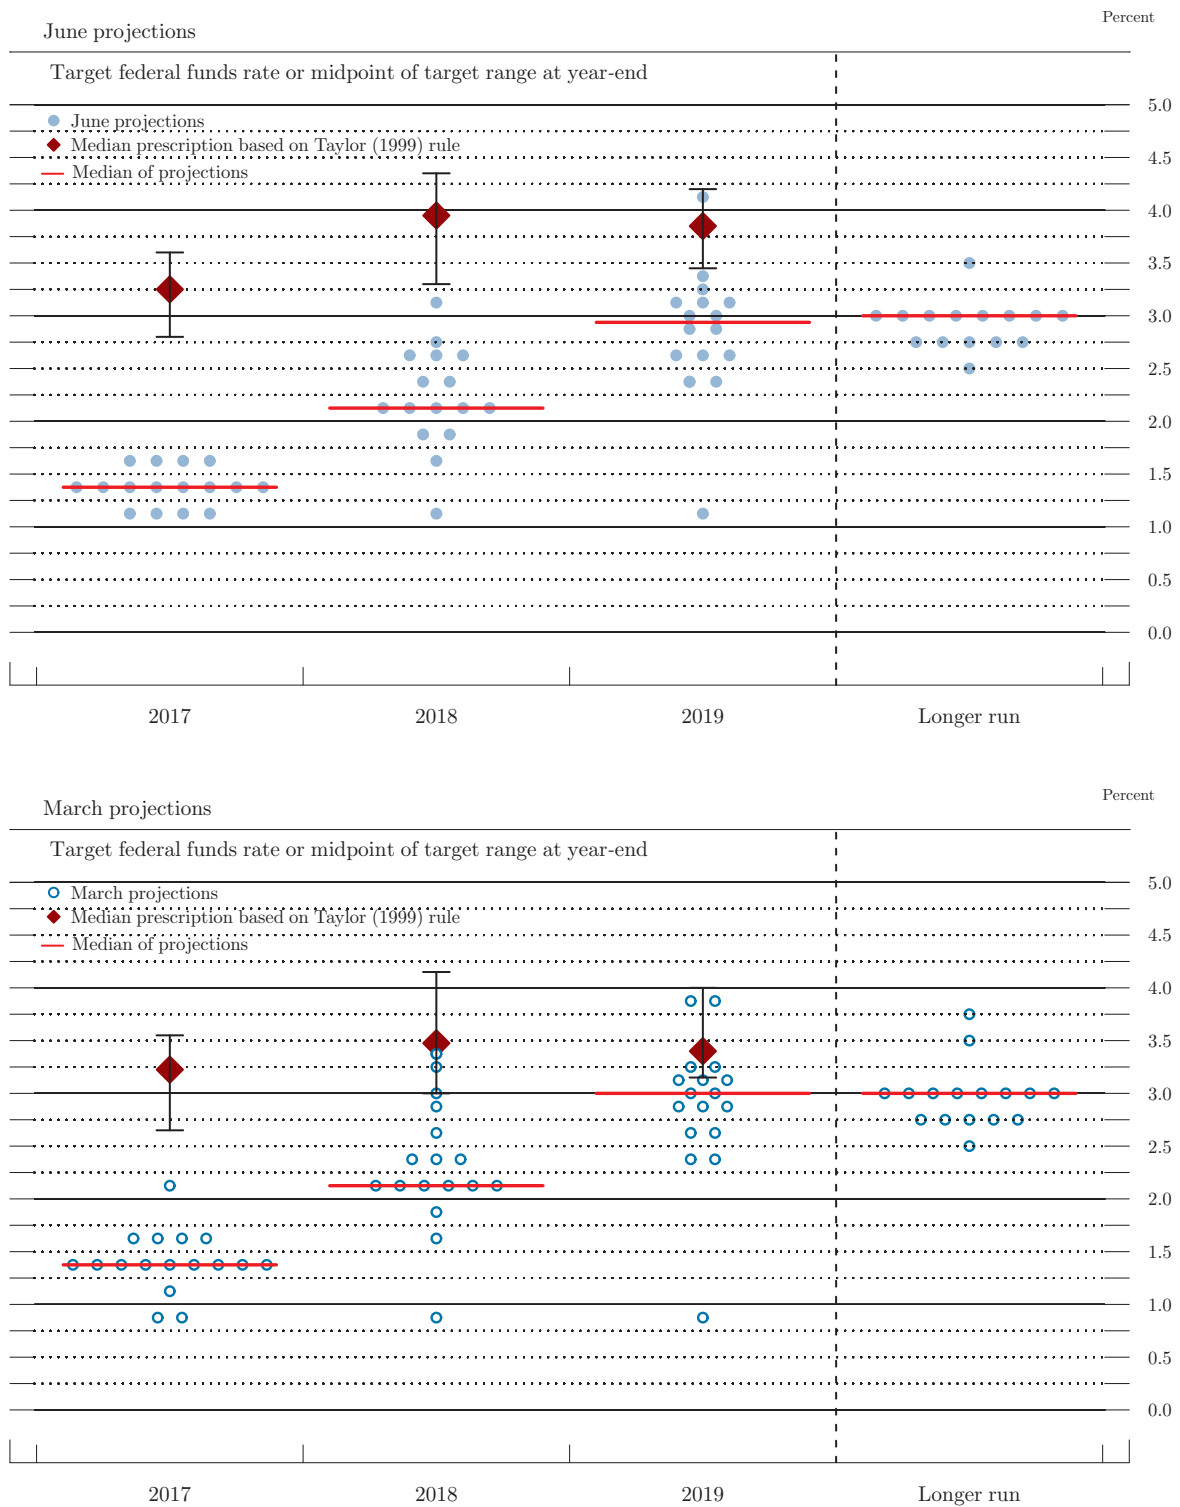 Percent
June projections
Target federal funds rate or midpoint of target range at year-end
June projections
Median prescription based on Taylor (1999) rule
Median of projections
5.0
4.5
4.0
3.5
3.0
2.5
2.0
1.5
1.0
0.5
0.0
2017 2018 2019 Longer run
Percent
March projections
Target federal funds rate or midpoint of target range at year-end
March projections
Median prescription based on Taylor (1999) rule
Median of projections
5.0
4.5
4.0
3.5
3.0
2.5
2.0
1.5
1.0
0.5
0.0
2017 2018 2019 Longer run